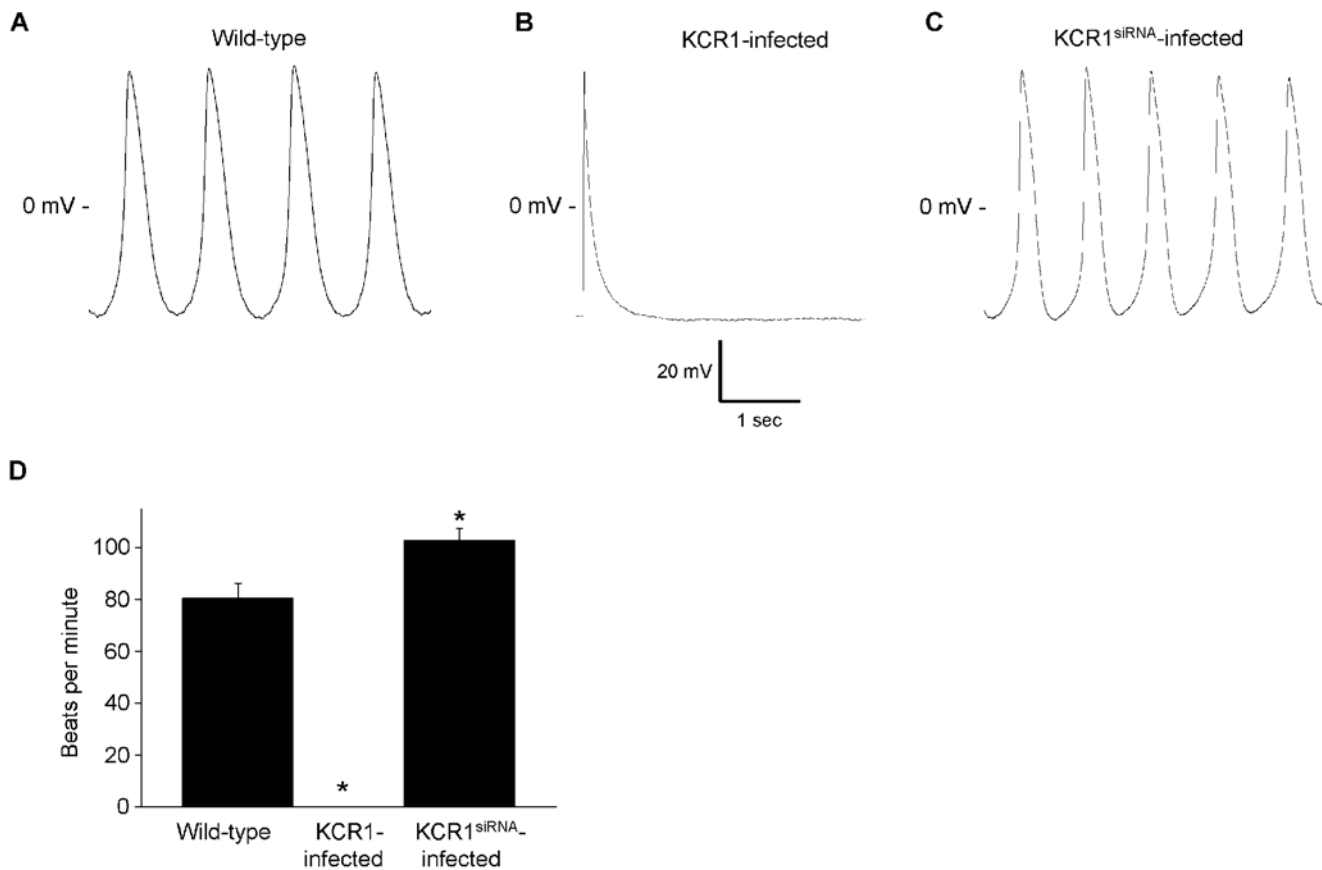 A
Wild-type
0 mV -
B
KCR1-infected
0 mV -
20 mV
1 sec
C
KCR1siRNA-infected
0 mV -
D
Beats per minute
100
80
60
40
20
0
*
*
Wild-type
KCR1-
infected
KCR1siRNA-
infected